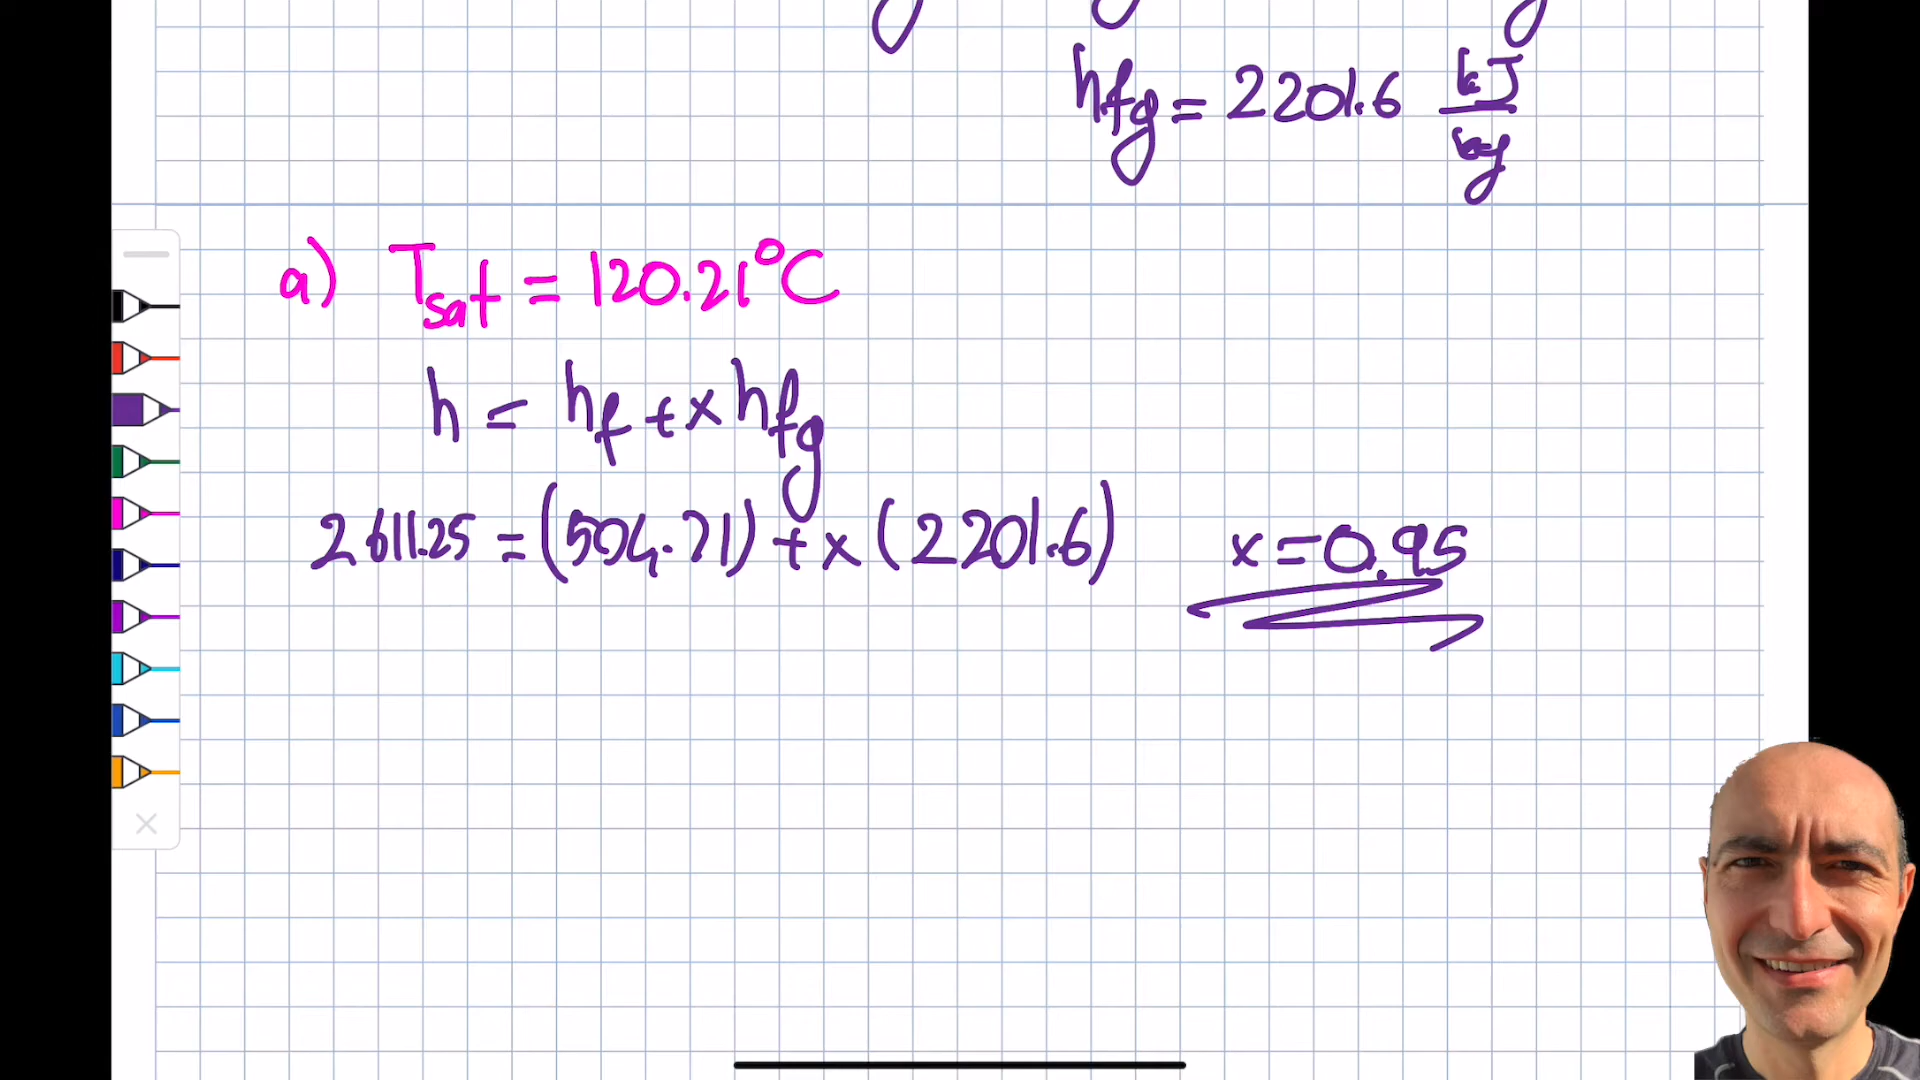 hfg = 2201.6 kJ/kg
a) Tsat = 120.21°C
h = hf + x hfg
2611.25 = (504.71) + x (2201.6) x = 0.95